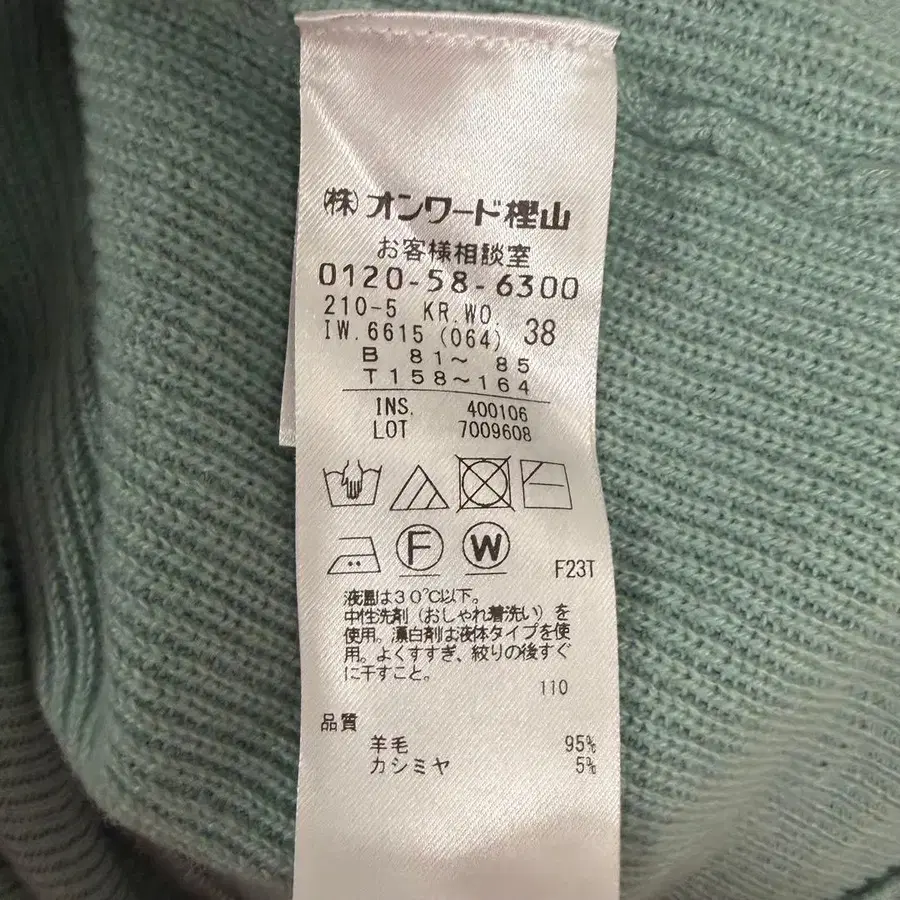 (株)オンワード樫山
お客様相談室
0120-58-6300
210-5 KR.WO.
IW.6615 (064) 38
B 81〜 85
T158〜164
INS. 400106
LOT 7009608
F W
F23T
液温は30℃以下。
中性洗剤(おしゃれ着洗い)を
使用。漂白剤は液体タイプを使
用。よくすすぎ、絞りの後すぐ
に干すこと。
110
品質
羊毛 95%
カシミヤ 5%